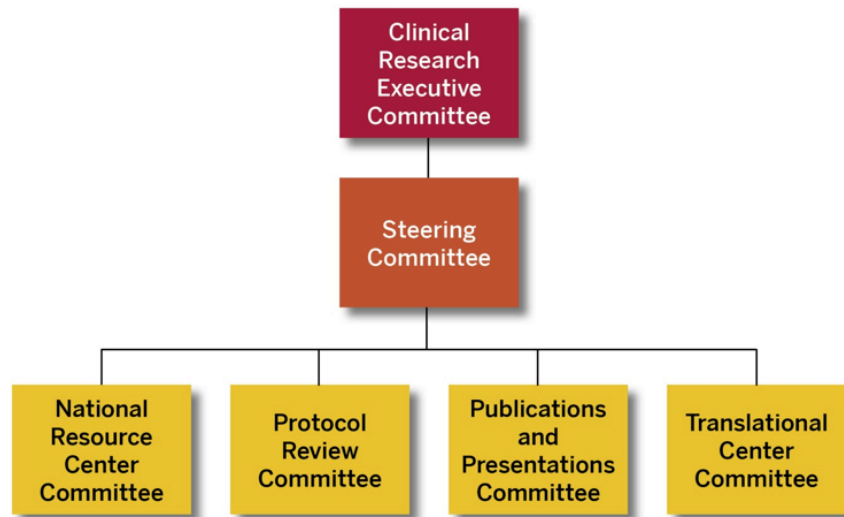 Clinical
Research
Executive
Committee
Steering
Committee
National
Resource
Center
Committee
Protocol
Review
Committee
Publications
and
Presentations
Committee
Translational
Center
Committee